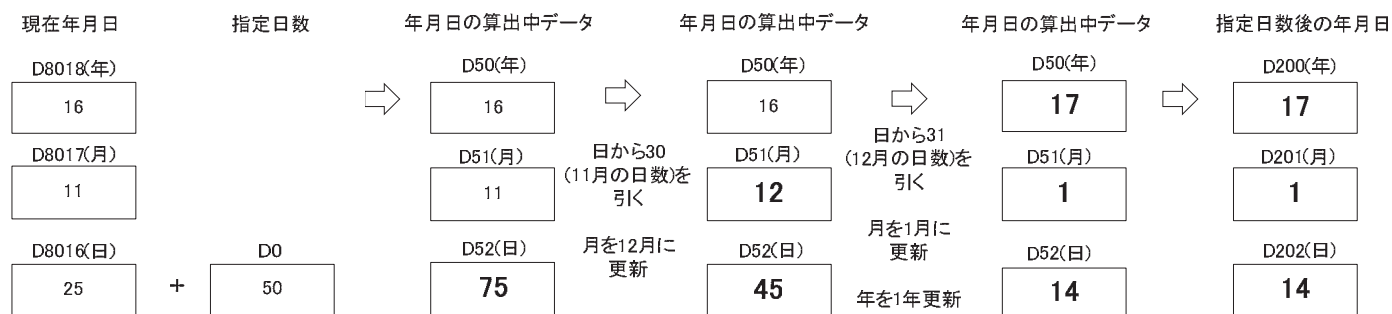 現在年月日 指定日数 年月日の算出中データ 年月日の算出中データ 年月日の算出中データ 指定日数後の年月日
D8018(年) D50(年) D50(年) D50(年) D200(年)
16 16 16 17 17
D8017(月) D51(月) D51(月) D51(月) D201(月)
11 11 12 1 1
日から30
(11月の日数)を
引く
日から31
(12月の日数)を
引く
月を12月に
更新
月を1月に
更新
年を1年更新
D8016(日) D0 D52(日) D52(日) D52(日) D202(日)
25 + 50 75 45 14 14